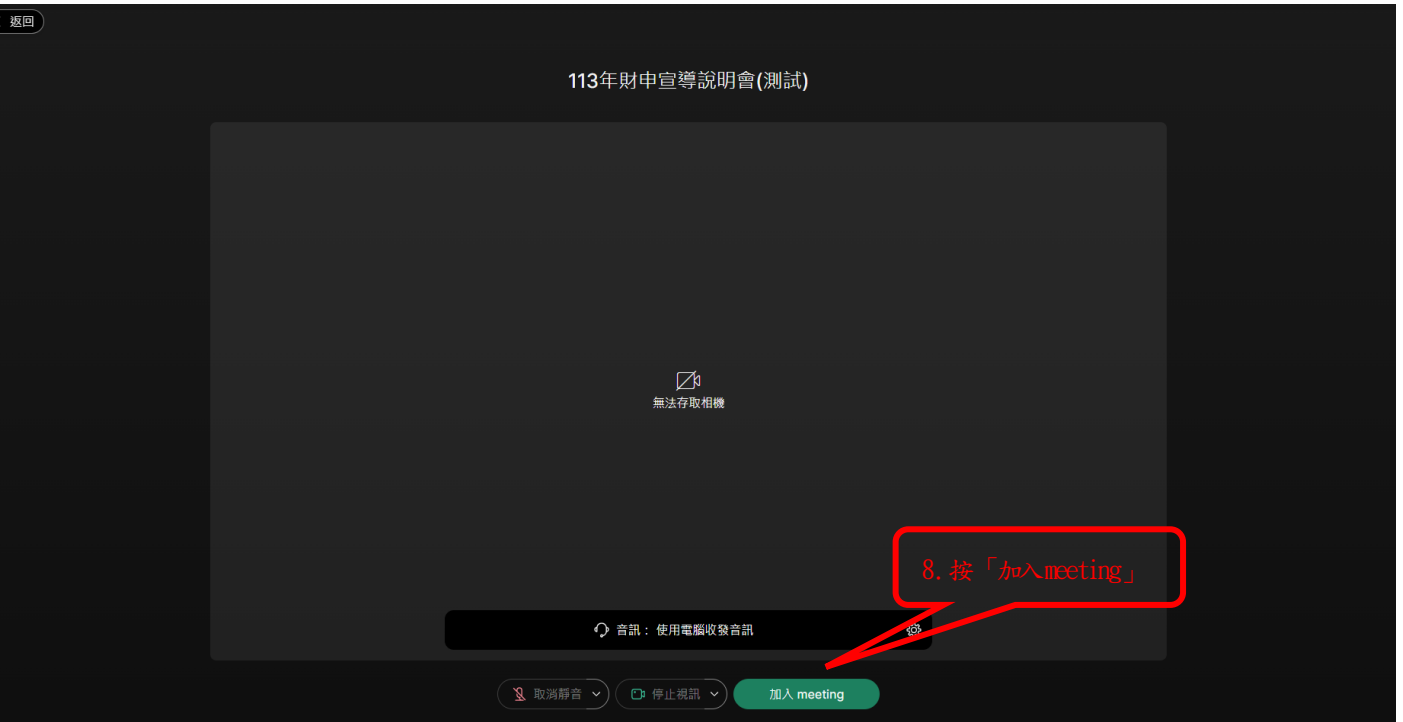 返回
113年財申宣導說明會(測試)
無法存取相機
8.按「加入meeting」
音訊： 使用電腦收發音訊
取消靜音
停止視訊
加入 meeting